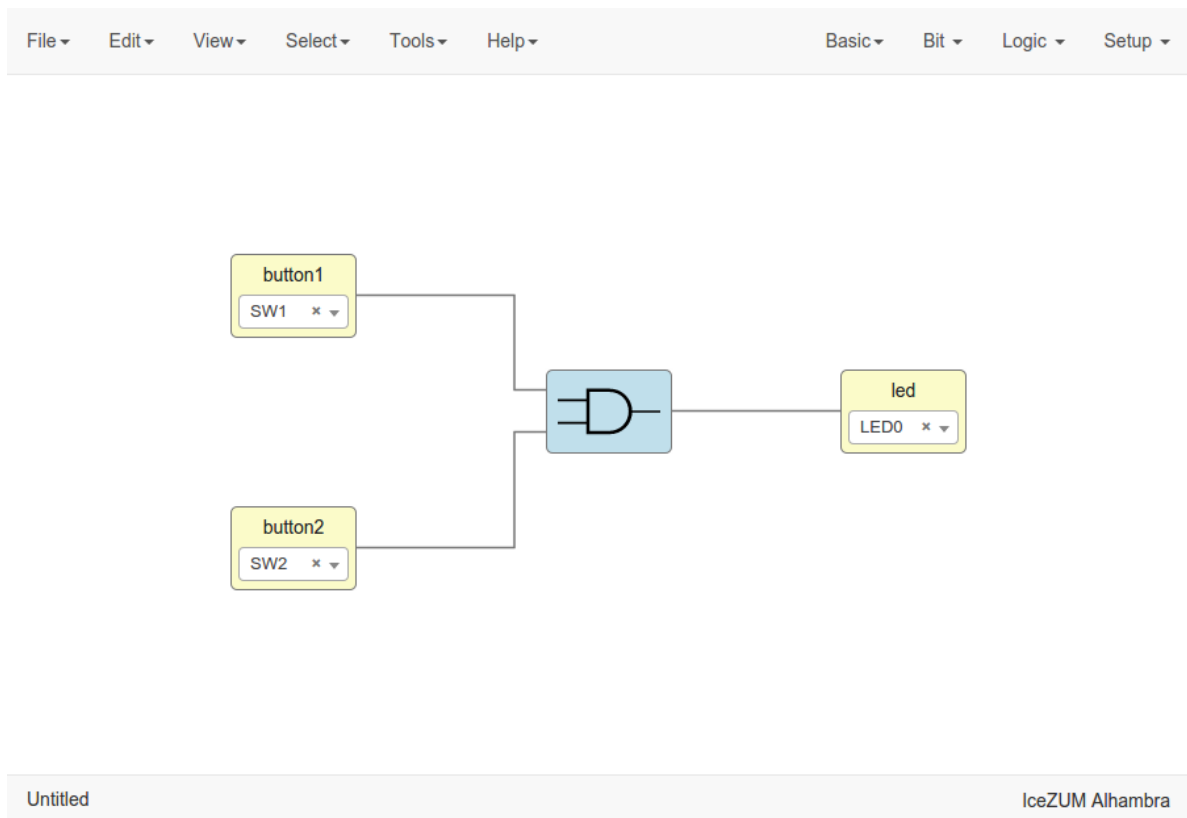 File Edit View Select Tools Help Basic Bit Logic Setup
button1
SW1
button2
SW2
led
LED0
Untitled
IceZUM Alhambra